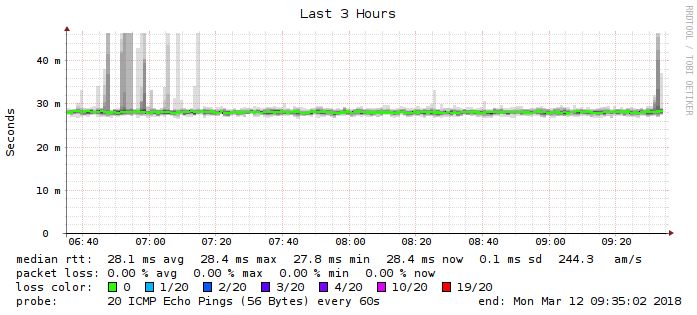 Last 3 Hours
RRDTOOL / TOBI OETIKER
Seconds
40 m
30 m
20 m
10 m
0
06:40 07:00 07:20 07:40 08:00 08:20 08:40 09:00 09:20
median rtt: 28.1 ms avg 28.4 ms max 27.8 ms min 28.4 ms now 0.1 ms sd 244.3 am/s
packet loss: 0.00 % avg 0.00 % max 0.00 % min 0.00 % now
loss color: 0 1/20 2/20 3/20 4/20 10/20 19/20
probe: 20 ICMP Echo Pings (56 Bytes) every 60s end: Mon Mar 12 09:35:02 2018